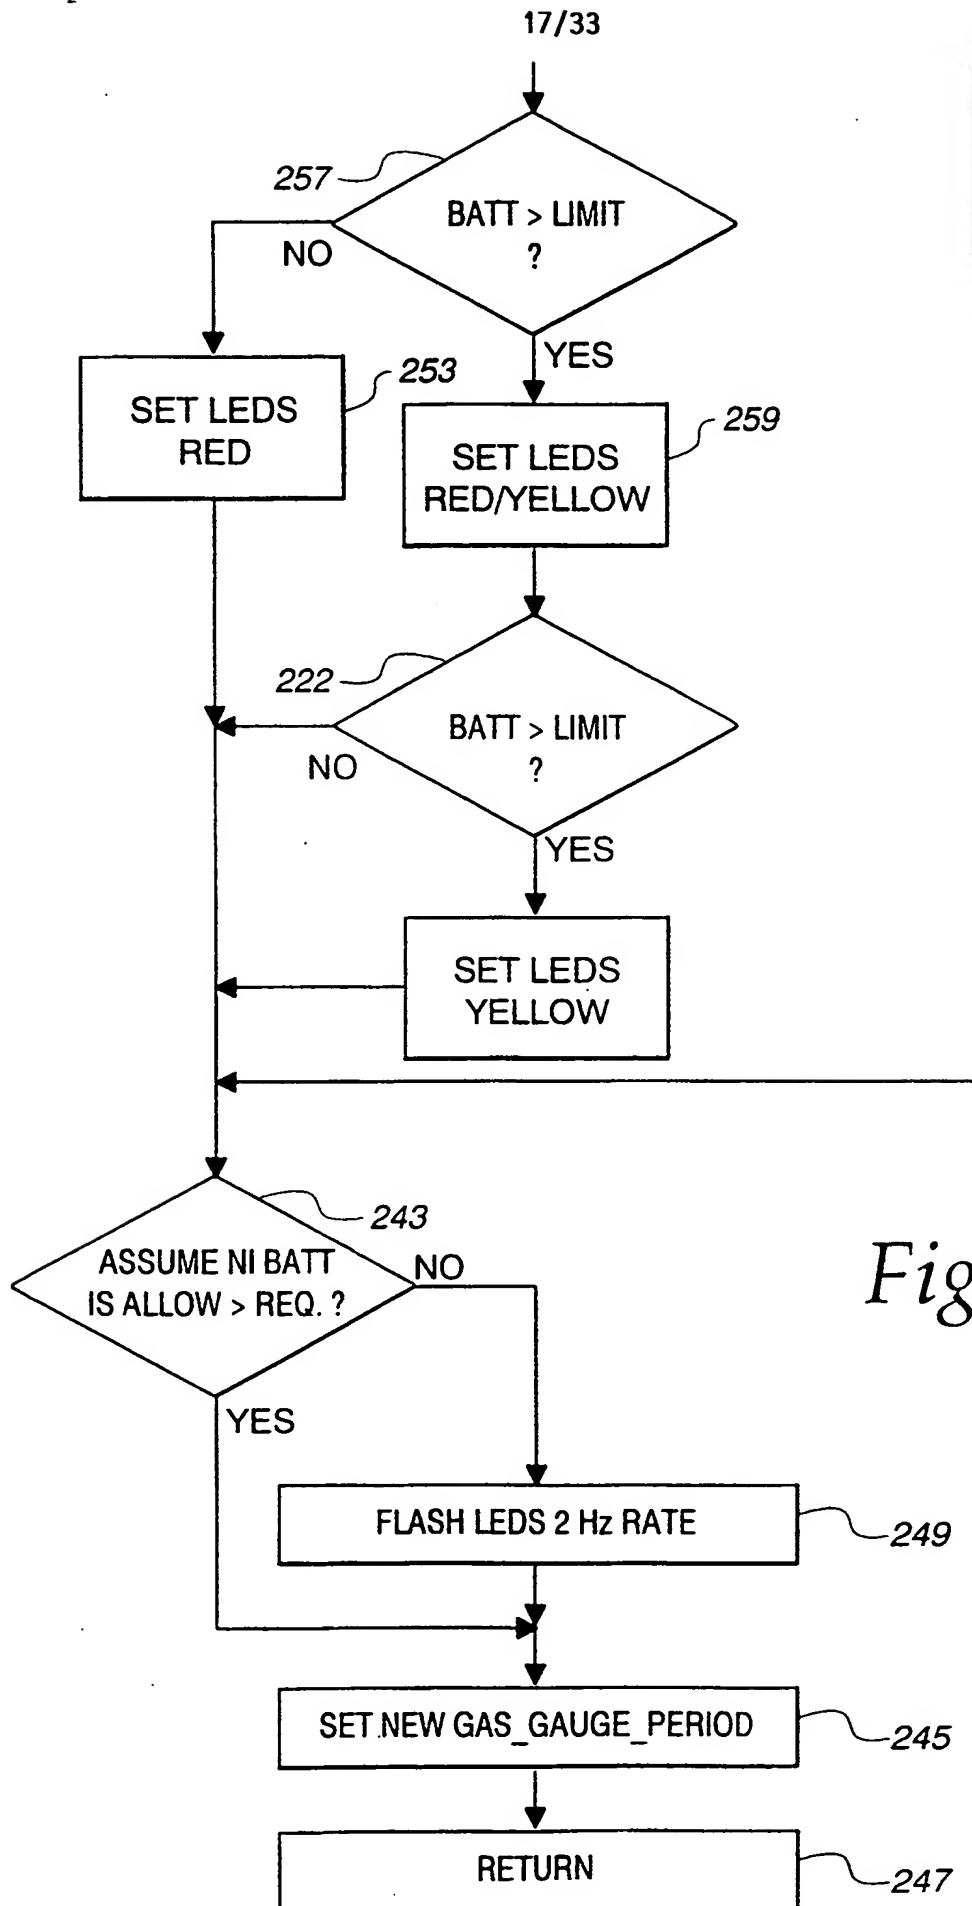 17/33
257
BATT > LIMIT
?
NO
YES
253
SET LEDS
RED
259
SET LEDS
RED/YELLOW
222
BATT > LIMIT
?
NO
YES
SET LEDS
YELLOW
243
ASSUME NI BATT
IS ALLOW > REQ. ?
NO
YES
Fig
FLASH LEDS 2 Hz RATE
249
SET.NEW GAS_GAUGE_PERIOD
245
RETURN
247